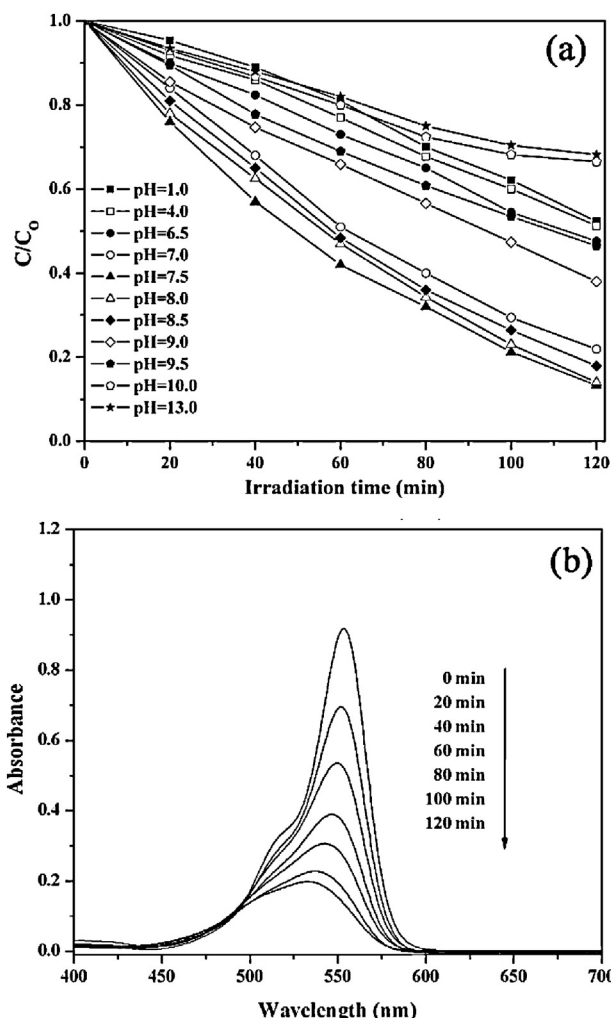 (a)
1.0
0.8
0.6
0.4
0.2
0.0
C/C₀
pH=1.0
pH=4.0
pH=6.5
pH=7.0
pH=7.5
pH=8.0
pH=8.5
pH=9.0
pH=9.5
pH=10.0
pH=13.0
0 20 40 60 80 100 120
Irradiation time (min)
(b)
1.2
1.0
0.8
0.6
0.4
0.2
0.0
Absorbance
0 min
20 min
40 min
60 min
80 min
100 min
120 min
400 450 500 550 600 650 700
Wavelength (nm)